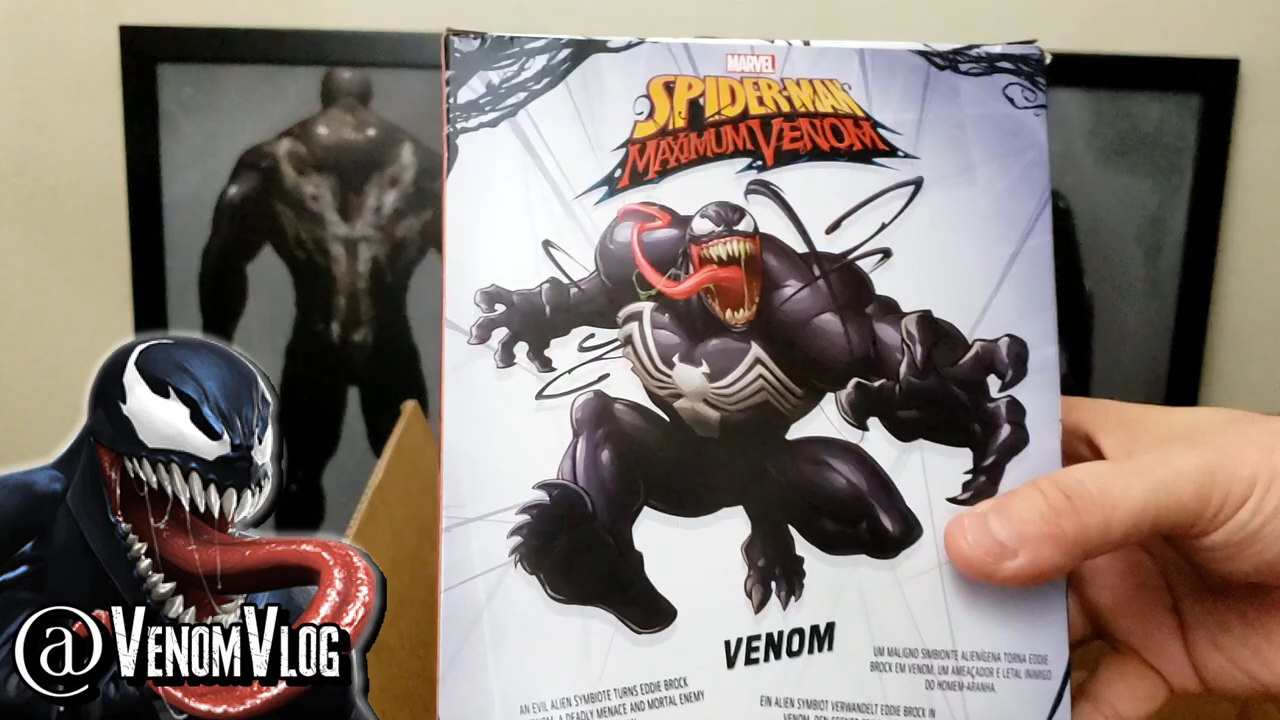 MARVEL
SPIDER-MAN
MAXIMUM VENOM
VENOM
UM MALIGNO SIMBIONTE ALIENÍGENA TORNA EDDIE
BROCK EM VENOM, UM AMEAÇADOR E LETAL INIMIGO
DO HOMEM-ARANHA.
AN EVIL ALIEN SYMBIOTE TURNS EDDIE BROCK
A DEADLY MENACE AND MORTAL ENEMY
EIN ALIEN SYMBIOT VERWANDELT EDDIE BROCK IN
VENOM,
@VENOMVLOG